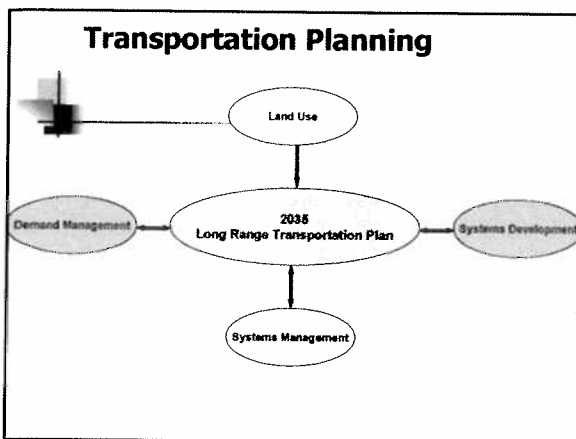 Transportation Planning
Land Use
Demand Management
2035
Long Range Transportation Plan
Systems Development
Systems Management